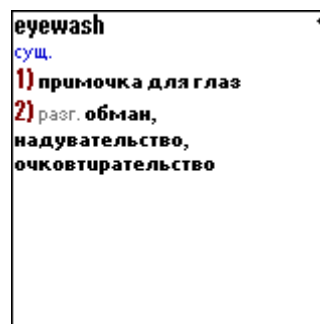 eyewash
сущ.
1) примочка для глаз
2) разг. обман,
надувательство,
очковтирательство